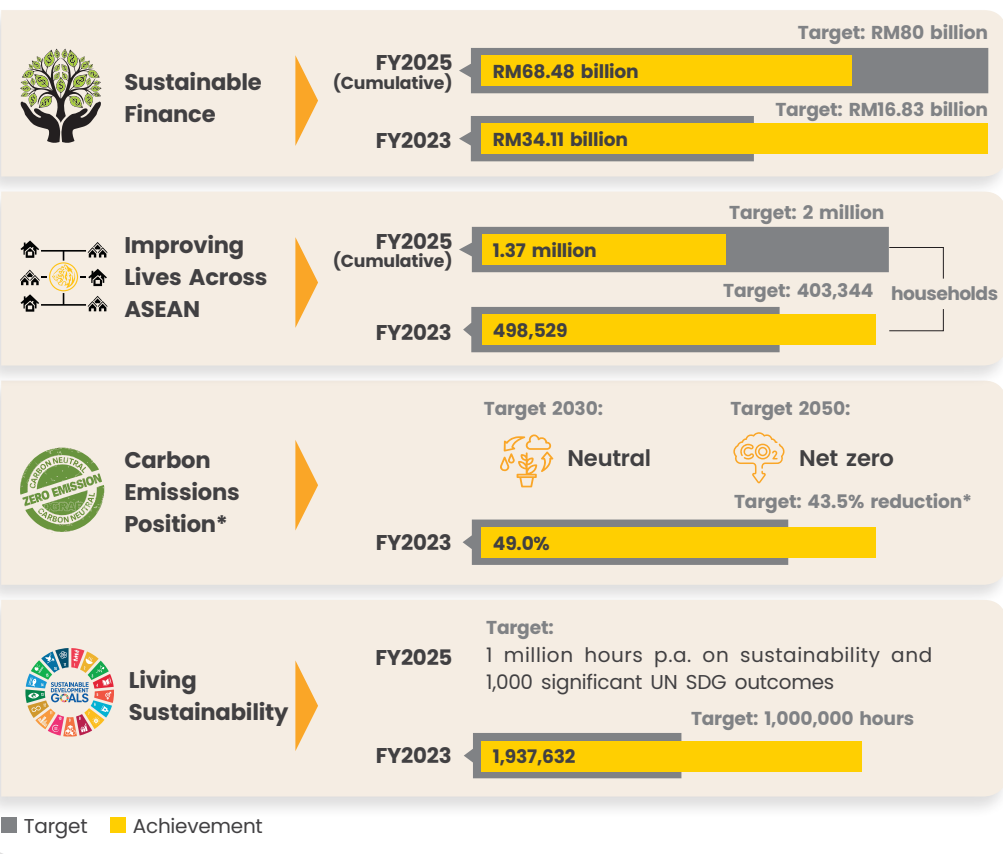 Target: RM80 billion
Sustainable
Finance
FY2025
(Cumulative)
RM68.48 billion
Target: RM16.83 billion
FY2023
RM34.11 billion
Improving
Lives Across
ASEAN
Target: 2 million
FY2025
(Cumulative)
1.37 million
Target: 403,344
households
FY2023
498,529
Carbon
Emissions
Position*
CARBON NEUTRAL
ZERO EMISSION
CARBON NEUTRAL
Target 2030:
Neutral
Target 2050:
CO2
Net zero
Target: 43.5% reduction*
FY2023
49.0%
Living
Sustainability
SUSTAINABLE
DEVELOPMENT
GOALS
FY2025
Target:
1 million hours p.a. on sustainability and
1,000 significant UN SDG outcomes
Target: 1,000,000 hours
FY2023
1,937,632
Target
Achievement